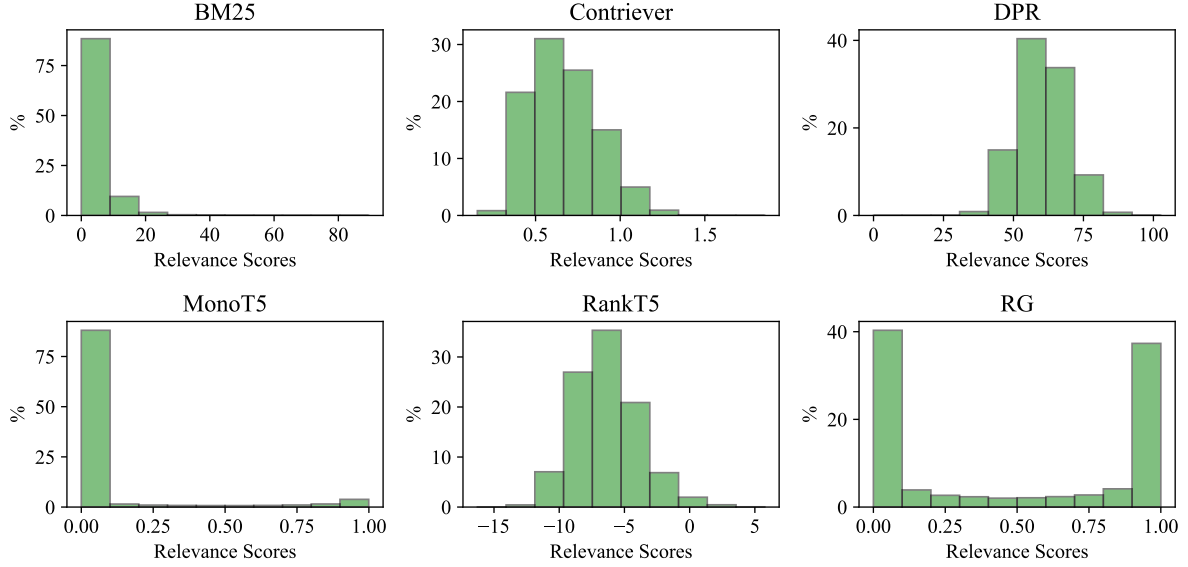 BM25
Contriever
DPR
%
75
50
25
0
0 20 40 60 80
Relevance Scores
%
30
20
10
0
0.5 1.0 1.5
Relevance Scores
%
40
20
0
0 25 50 75 100
Relevance Scores
MonoT5
RankT5
RG
%
75
50
25
0
0.00 0.25 0.50 0.75 1.00
Relevance Scores
%
30
20
10
0
−15 −10 −5 0 5
Relevance Scores
%
40
20
0
0.00 0.25 0.50 0.75 1.00
Relevance Scores